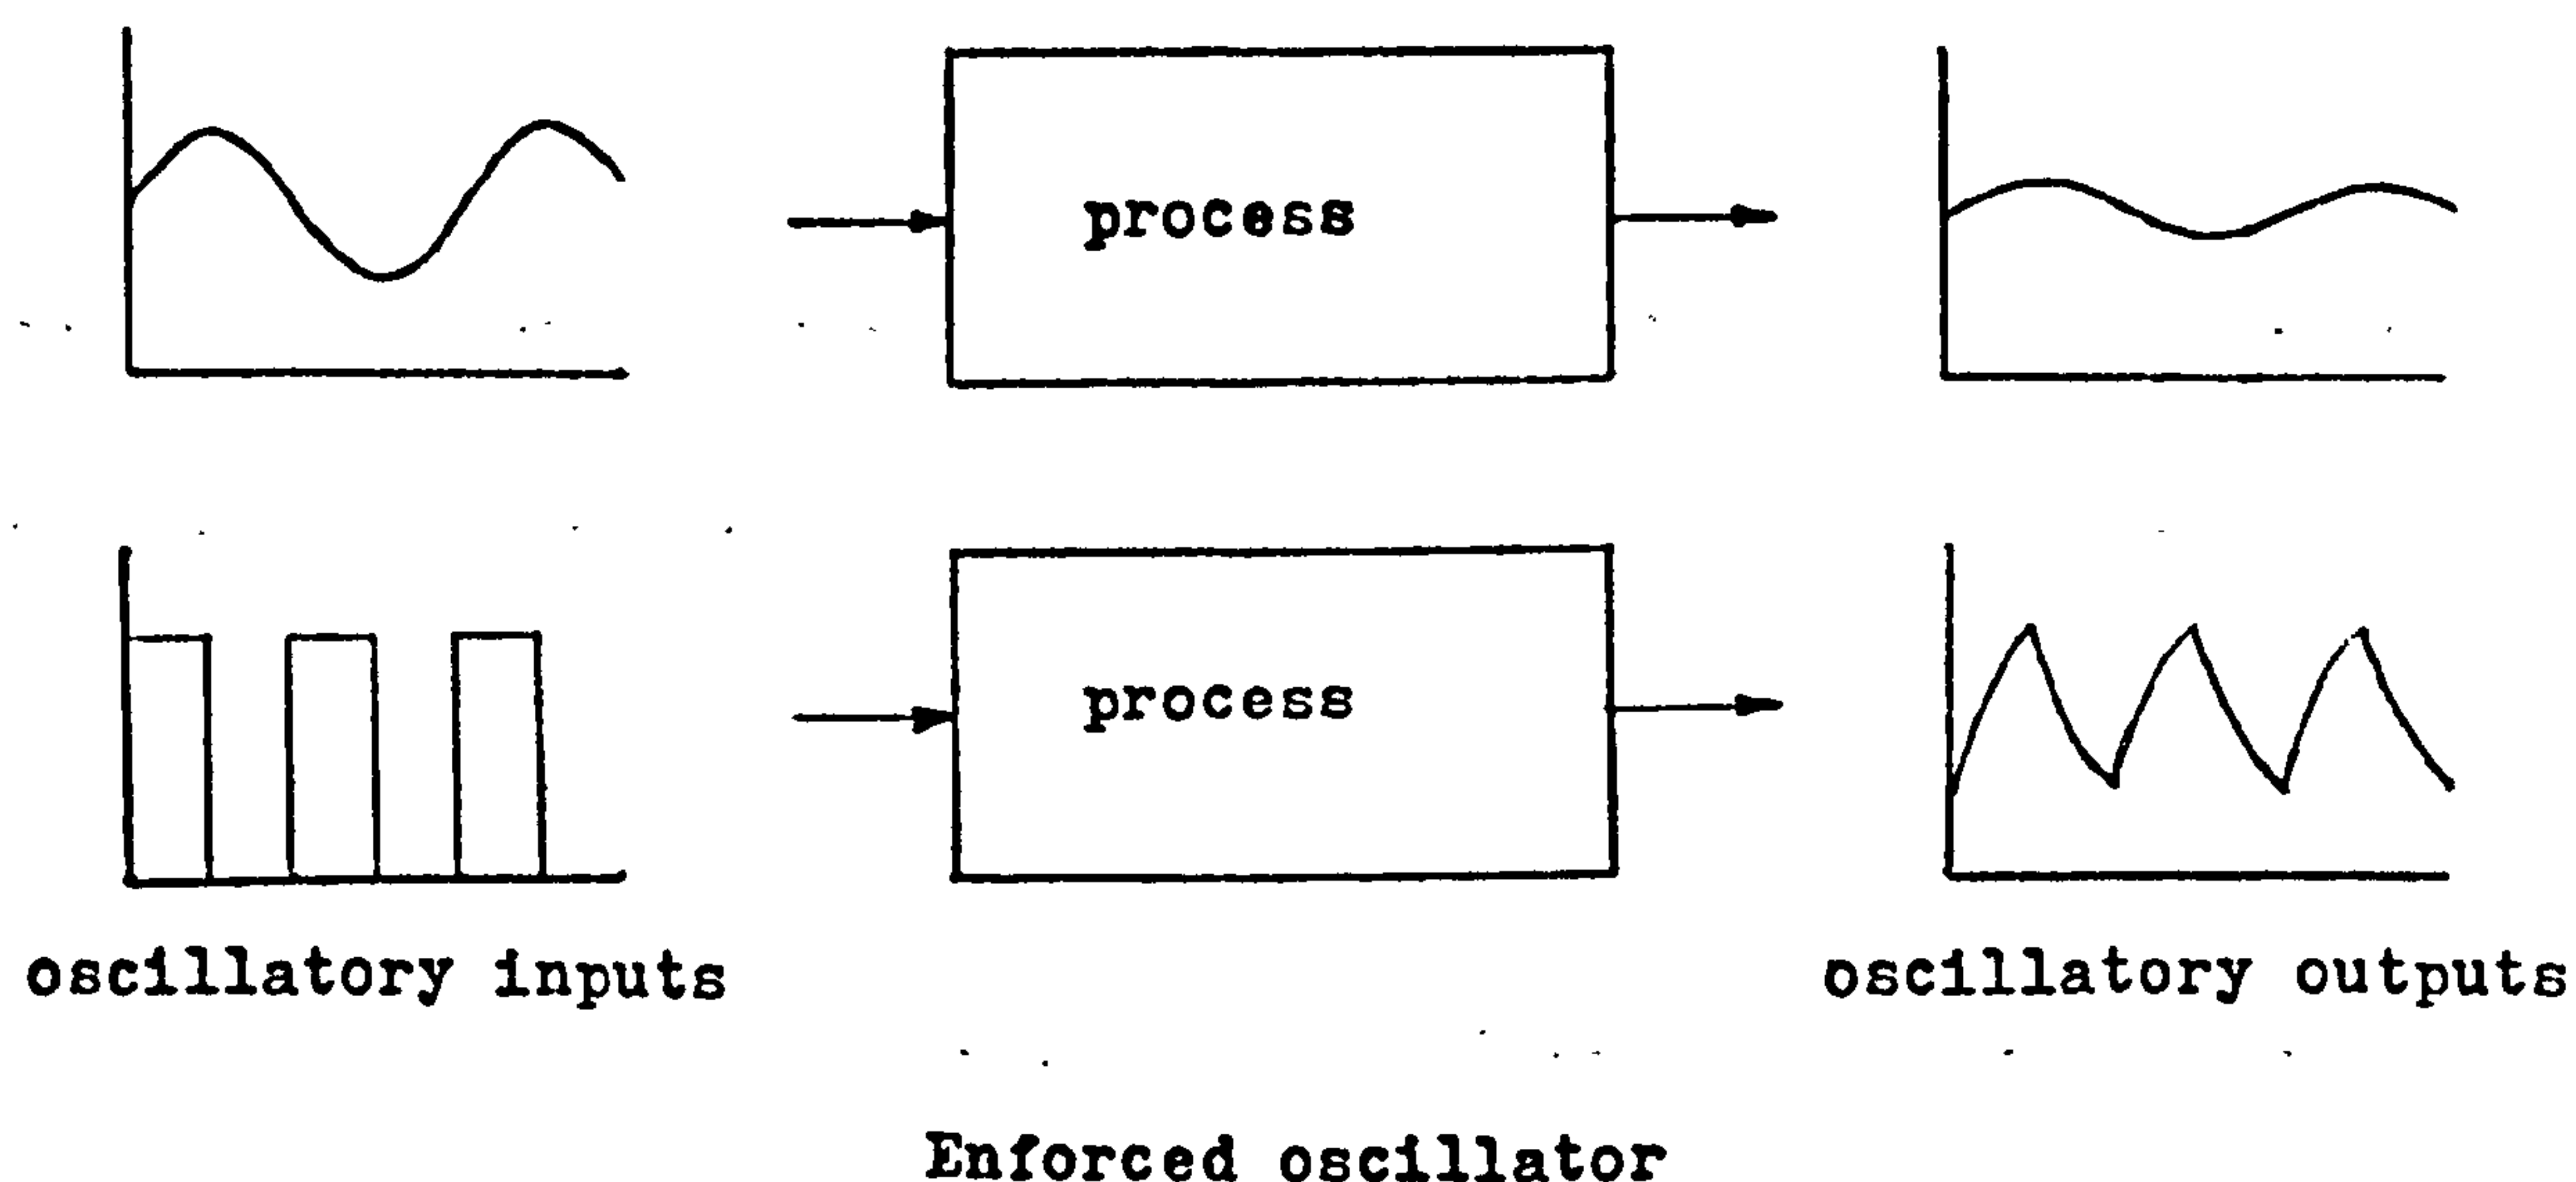 process
process
oscillatory inputs
oscillatory outputs
Enforced oscillator